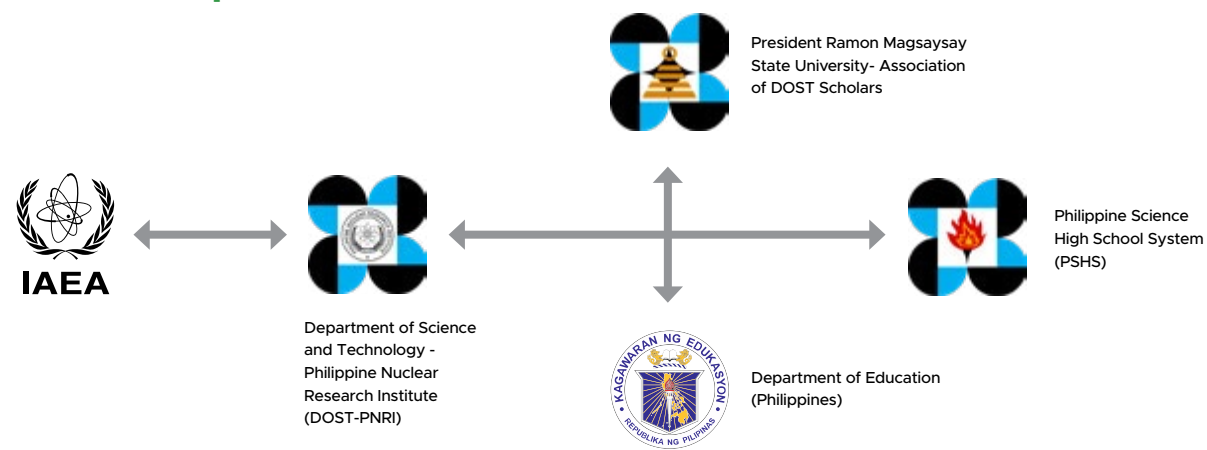 President Ramon Magsaysay
State University- Association
of DOST Scholars
IAEA
Department of Science
and Technology -
Philippine Nuclear
Research Institute
(DOST-PNRI)
Philippine Science
High School System
(PSHS)
KAGAWARAN NG EDUKASYON
REPUBLIKA NG PILIPINAS
Department of Education
(Philippines)